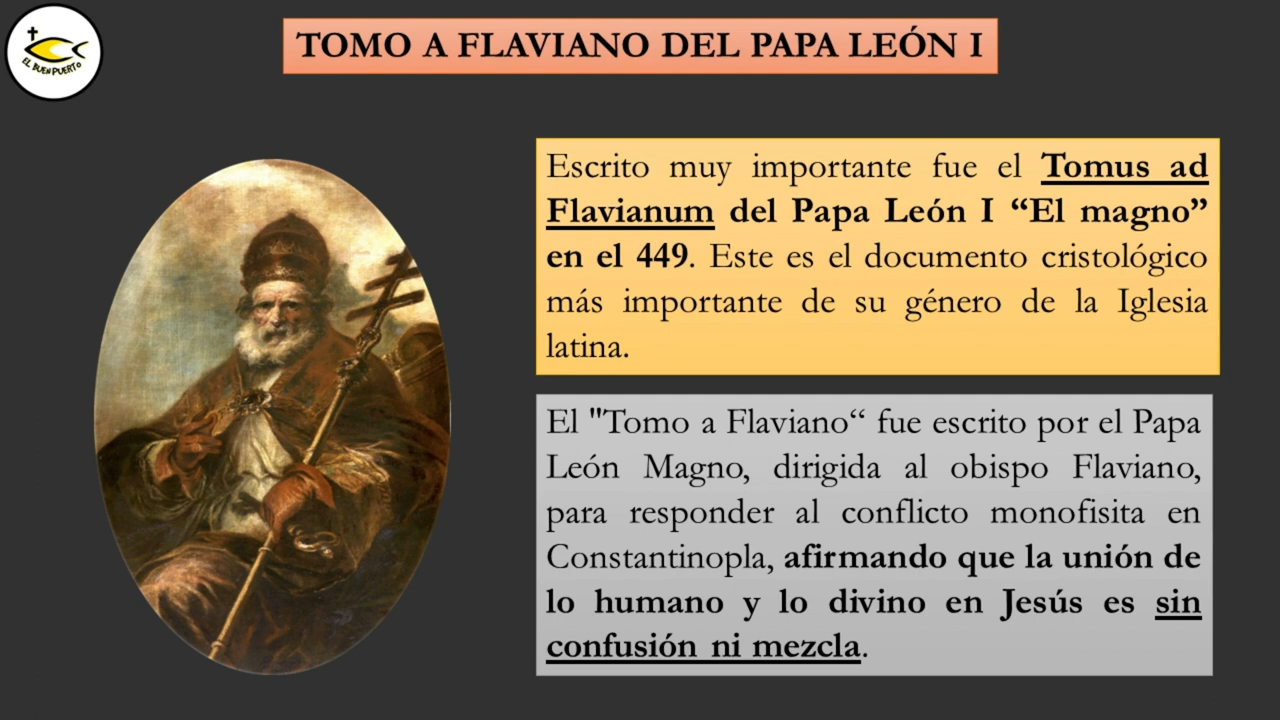 EL BUEN PUERTO
TOMO A FLAVIANO DEL PAPA LEÓN I
Escrito muy importante fue el Tomus ad
Flavianum del Papa León I “El magno”
en el 449. Este es el documento cristológico
más importante de su género de la Iglesia
latina.
El "Tomo a Flaviano“ fue escrito por el Papa
León Magno, dirigida al obispo Flaviano,
para responder al conflicto monofisita en
Constantinopla, afirmando que la unión de
lo humano y lo divino en Jesús es sin
confusión ni mezcla.